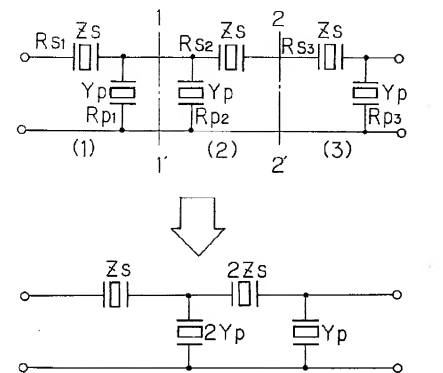 1 2
Rs1 Zs Rs2 Zs Rs3 Zs
Yp Yp Yp
Rp1 Rp2 Rp3
(1) 1' (2) 2' (3)
Zs 2Zs
2Yp Yp